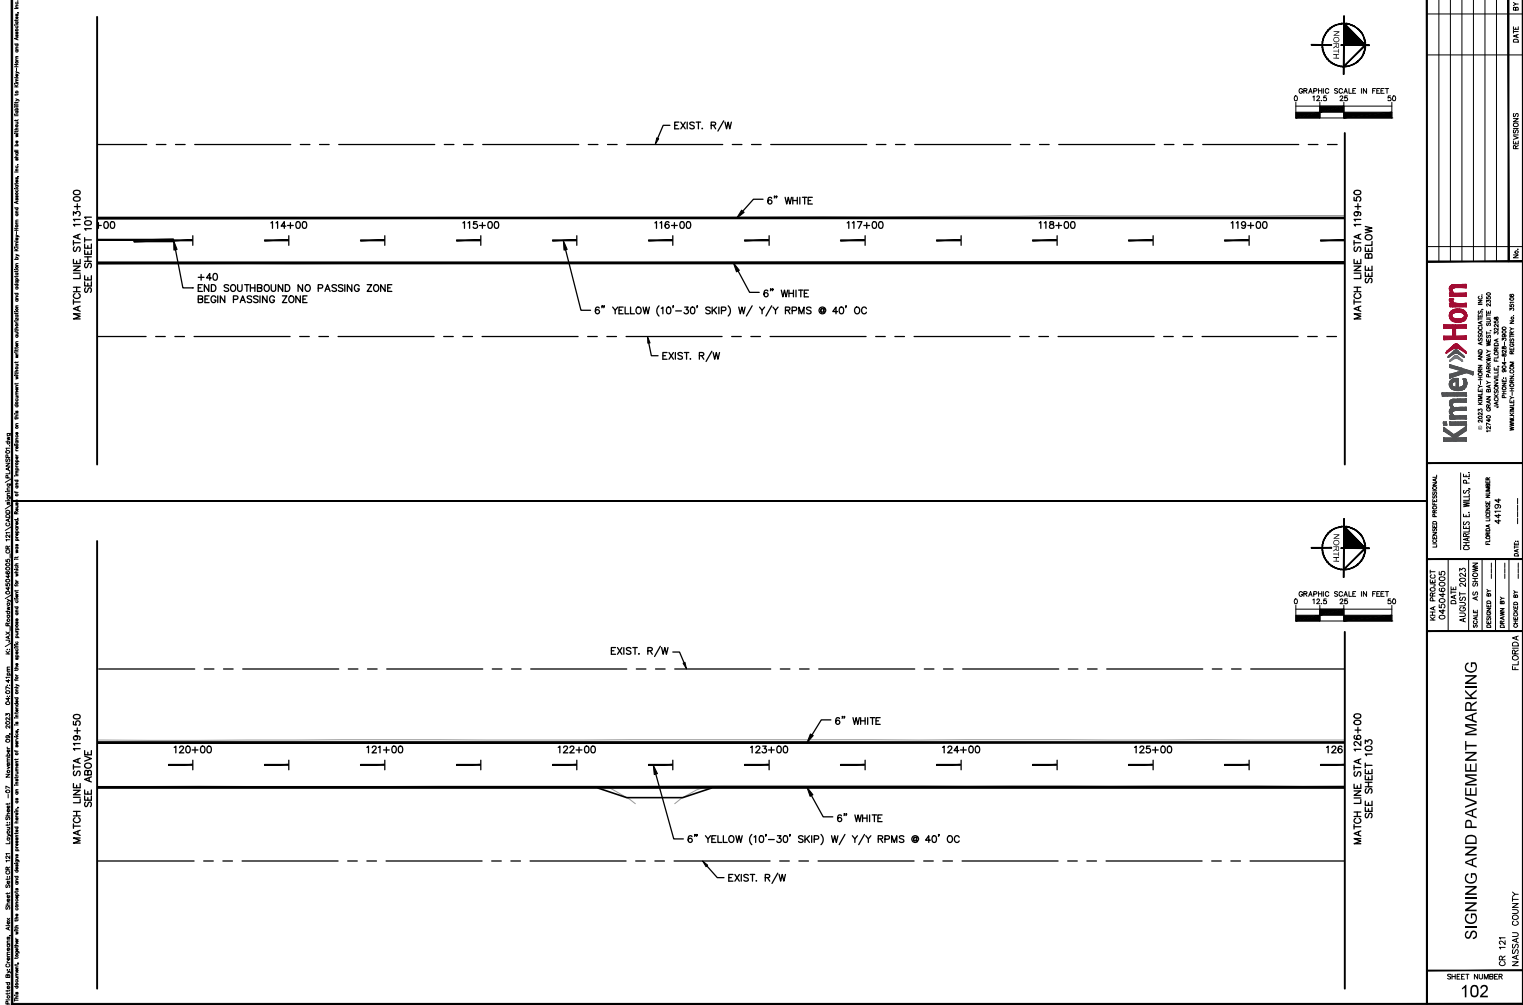 NORTH
GRAPHIC SCALE IN FEET
0 12.5 25 50
EXIST. R/W
6" WHITE
MATCH LINE STA 113+00
SEE SHEET 101
+00 114+00 115+00 116+00 117+00 118+00 119+00
MATCH LINE STA 119+50
SEE BELOW
+40
END SOUTHBOUND NO PASSING ZONE
BEGIN PASSING ZONE
6" WHITE
6" YELLOW (10'-30' SKIP) W/ Y/Y RPMS @ 40' OC
EXIST. R/W
NORTH
GRAPHIC SCALE IN FEET
0 12.5 25 50
EXIST. R/W
6" WHITE
MATCH LINE STA 119+50
SEE ABOVE
120+00 121+00 122+00 123+00 124+00 125+00 126
MATCH LINE STA 126+00
SEE SHEET 103
6" WHITE
6" YELLOW (10'-30' SKIP) W/ Y/Y RPMS @ 40' OC
EXIST. R/W
No. REVISIONS DATE BY
Kimley»Horn
© 2023 KIMLEY-HORN AND ASSOCIATES, INC.
12740 GRAN BAY PARKWAY WEST, SUITE 2350
JACKSONVILLE, FLORIDA 32258
PHONE: 904-828-3900
WWW.KIMLEY-HORN.COM REGISTRY No. 35106
LICENSED PROFESSIONAL
CHARLES E. WILLS, P.E.
FLORIDA LICENSE NUMBER
44194
DATE:
KHA PROJECT
045046005
DATE
AUGUST 2023
SCALE AS SHOWN
DESIGNED BY
DRAWN BY
CHECKED BY
SIGNING AND PAVEMENT MARKING
CR 121
NASSAU COUNTY FLORIDA
SHEET NUMBER
102